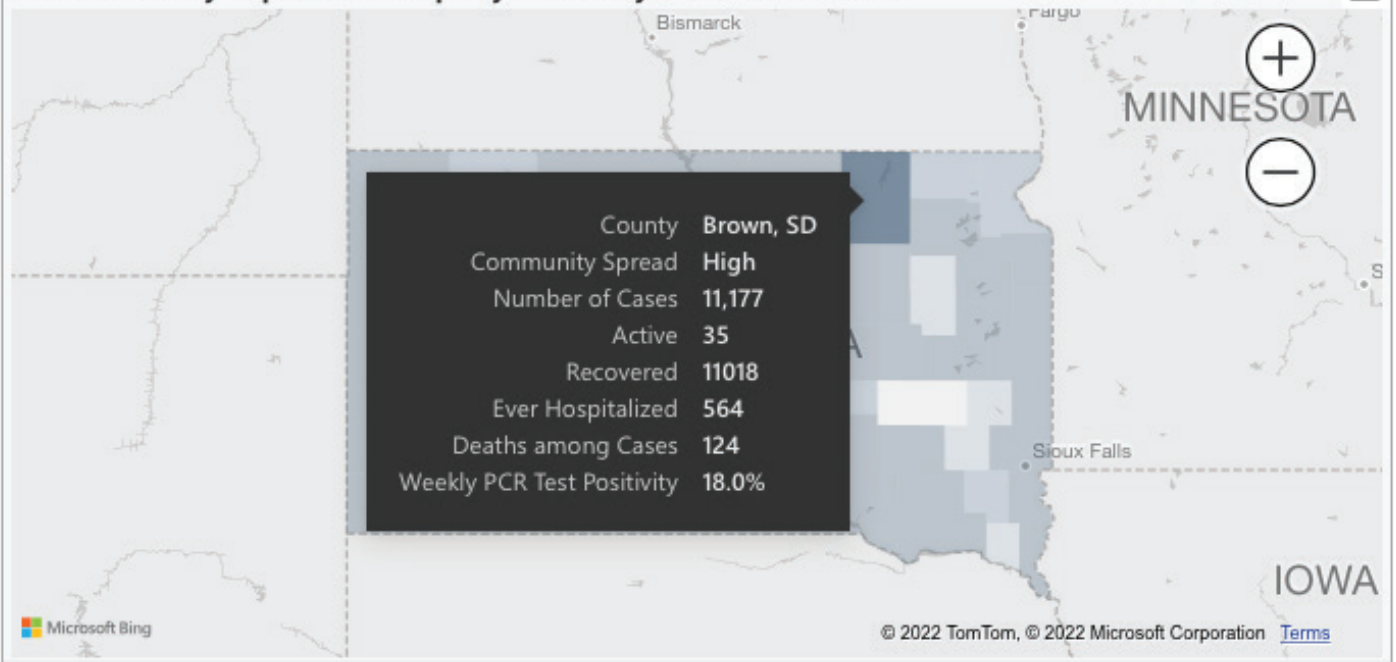 Bismarck
Fargo
MINNESOTA
County Brown, SD
Community Spread High
Number of Cases 11,177
Active 35
Recovered 11018
Ever Hospitalized 564
Deaths among Cases 124
Weekly PCR Test Positivity 18.0%
A
S
Sioux Falls
IOWA
Microsoft Bing
© 2022 TomTom, © 2022 Microsoft Corporation Terms